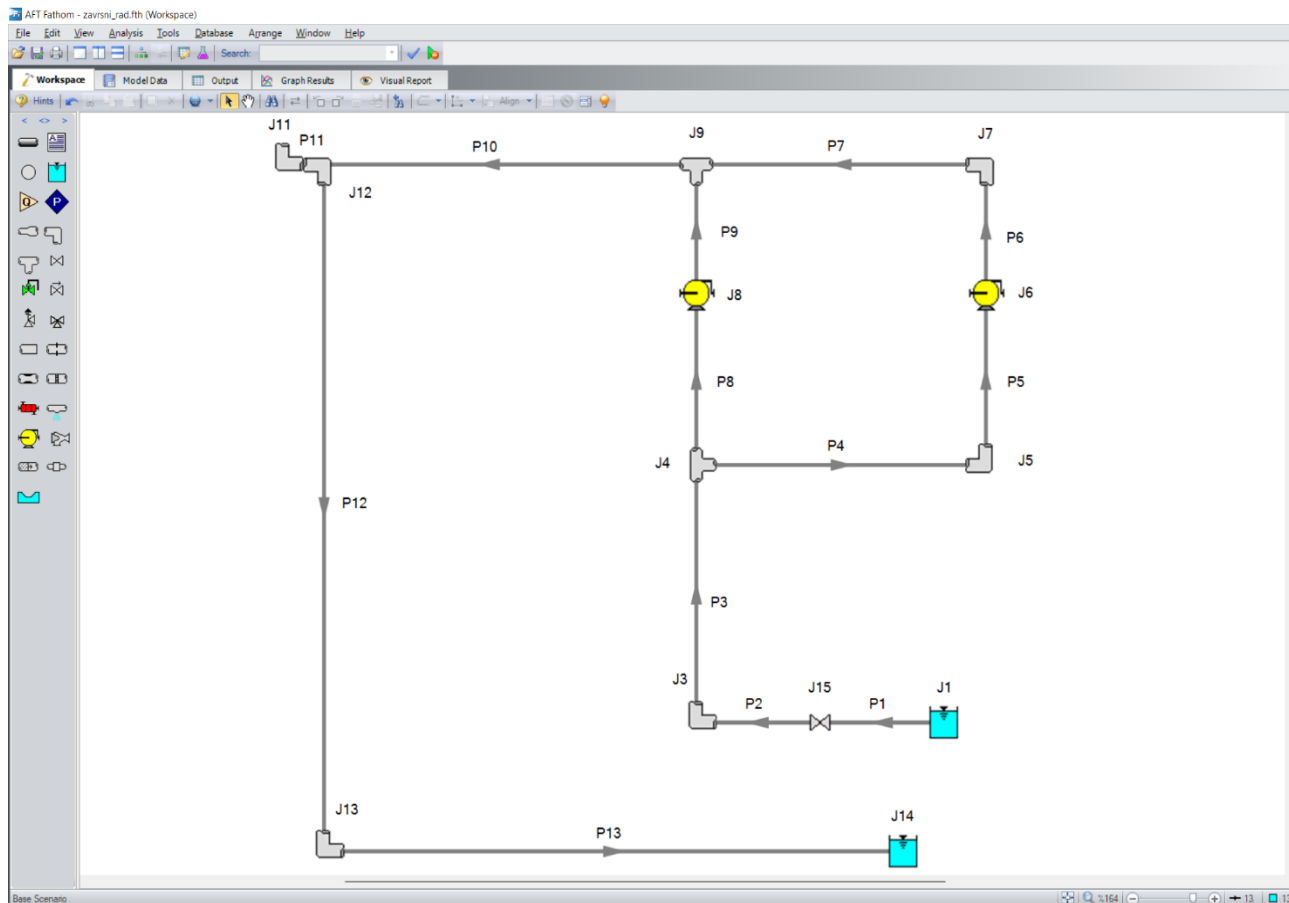 AFT Fathom - zavrsni_rad.fth (Workspace)
File Edit View Analysis Tools Database Arrange Window Help
Search:
Workspace Model Data Output Graph Results Visual Report
Hints Align
< <> >
J11
P11
P10
J9
P7
J7
J12
P9
P6
J8
J6
P8
P5
J4
P4
J5
P12
P3
J3
P2
J15
P1
J1
J13
P13
J14
Base Scenario
%164
13
13